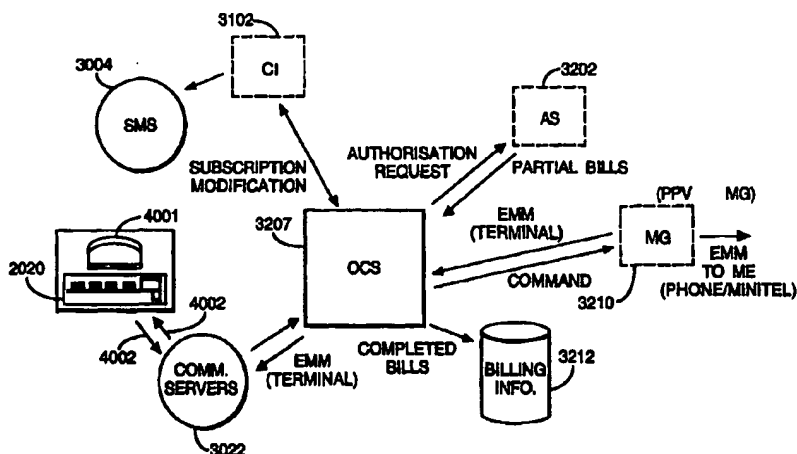 3102
3004
CI
3202
SMS
AS
SUBSCRIPTION
MODIFICATION
AUTHORISATION
REQUEST
PARTIAL BILLS
(PPV MG)
4001
3207
EMM
(TERMINAL)
MG
OCS
2020
COMMAND
EMM
TO ME
(PHONE/MINITEL)
3210
4002
4002
COMM.
SERVERS
EMM
(TERMINAL)
COMPLETED
BILLS
BILLING
INFO.
3212
3022